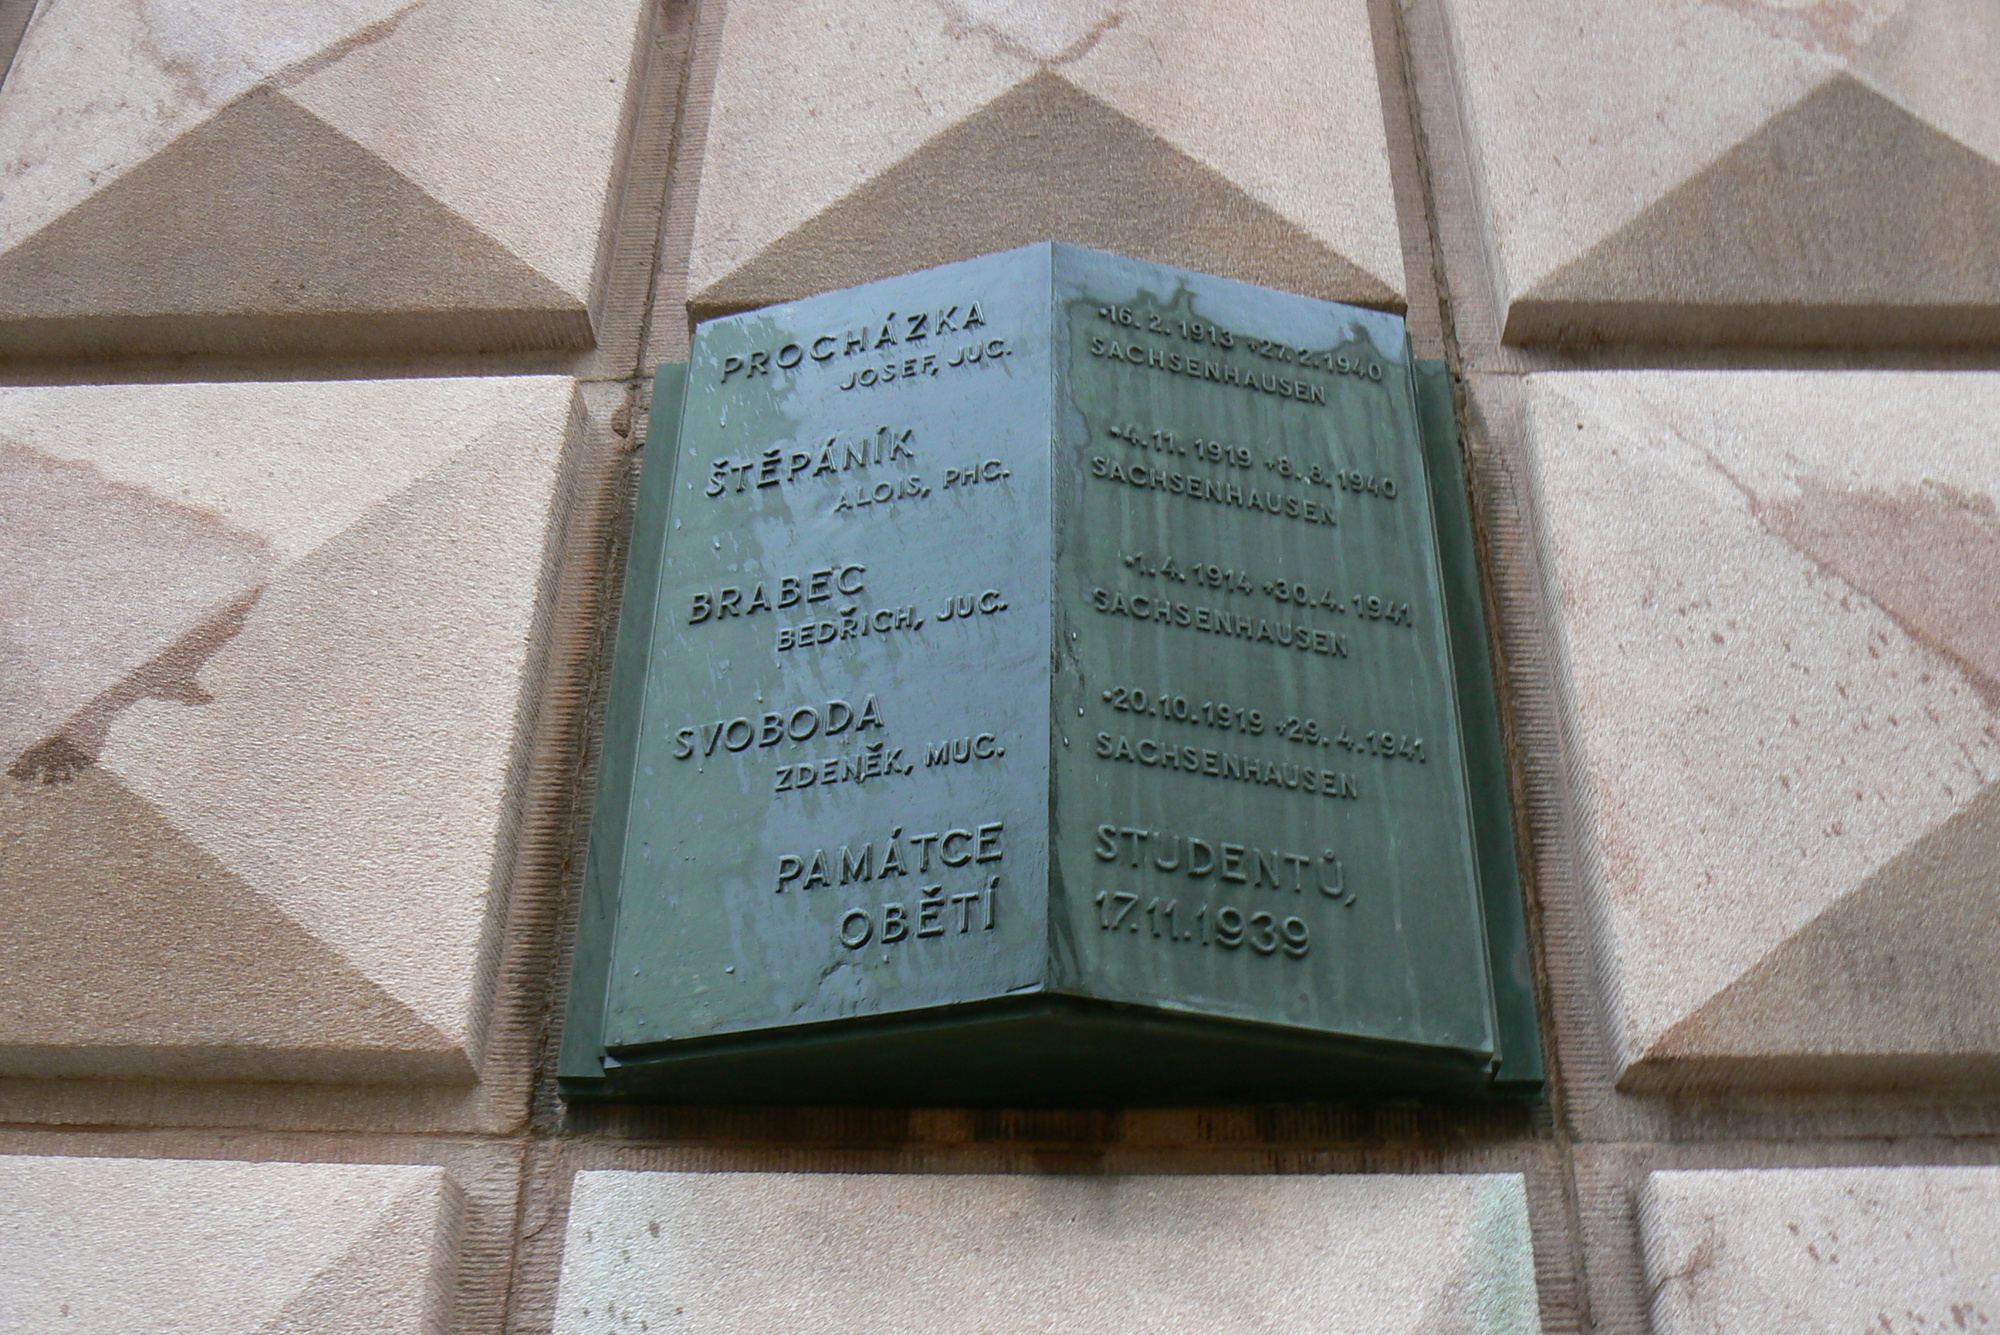 PROCHÁZKA
JOSEF, JUC.
•16. 2. 1913 +27. 2. 1940
SACHSENHAUSEN
ŠTĚPÁNÍK
ALOIS, PHC.
•4. 11. 1919 +8. 8. 1940
SACHSENHAUSEN
BRABEC
BEDŘICH, JUC.
•1. 4. 1914 +30. 4. 1941
SACHSENHAUSEN
SVOBODA
ZDENĚK, MUC.
•20. 10. 1919 +29. 4. 1941
SACHSENHAUSEN
PAMÁTCE STUDENTŮ,
OBĚTÍ 17.11.1939